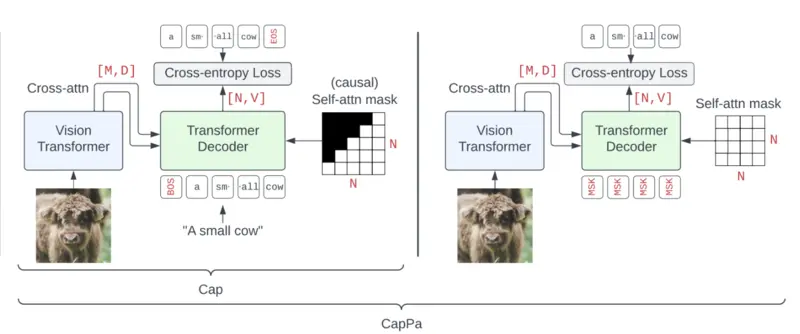 a sm- -all cow EOS
[M,D]
Cross-attn
Cross-entropy Loss
[N,V]
(causal)
Self-attn mask
Vision
Transformer
Transformer
Decoder
N
N
BOS a sm- -all cow
"A small cow"
Cap
a sm- -all cow
[M,D]
Cross-attn
Cross-entropy Loss
[N,V]
Self-attn mask
Vision
Transformer
Transformer
Decoder
N
N
MSK MSK MSK MSK
CapPa